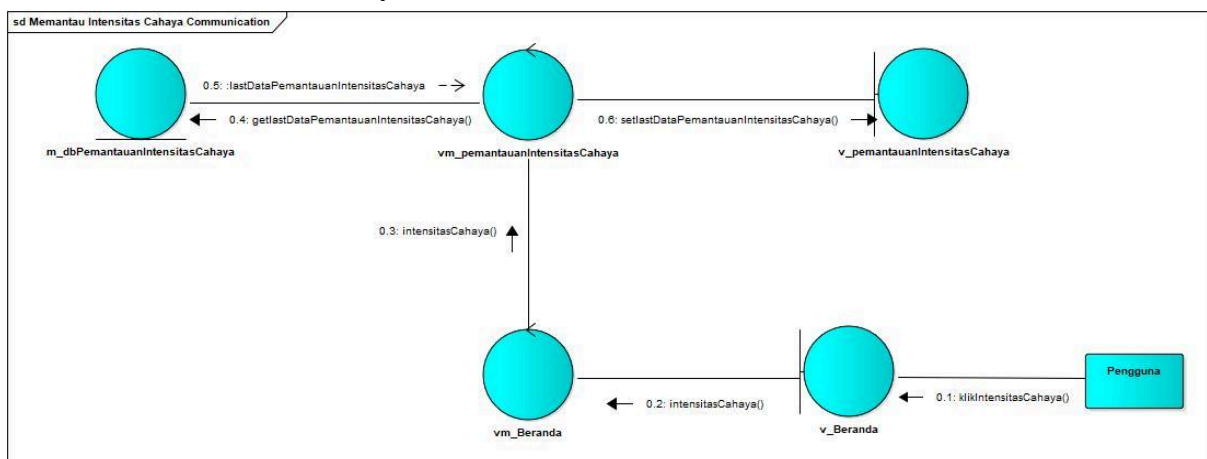 sd Memantau Intensitas Cahaya Communication
0.5: :lastDataPemantauanIntensitasCahaya
0.4: getlastDataPemantauanIntensitasCahaya()
0.6: setlastDataPemantauanIntensitasCahaya()
m_dbPemantauanIntensitasCahaya
vm_pemantauanIntensitasCahaya
v_pemantauanIntensitasCahaya
0.3: intensitasCahaya()
Pengguna
0.2: intensitasCahaya()
0.1: klikIntensitasCahaya()
vm_Beranda
v_Beranda